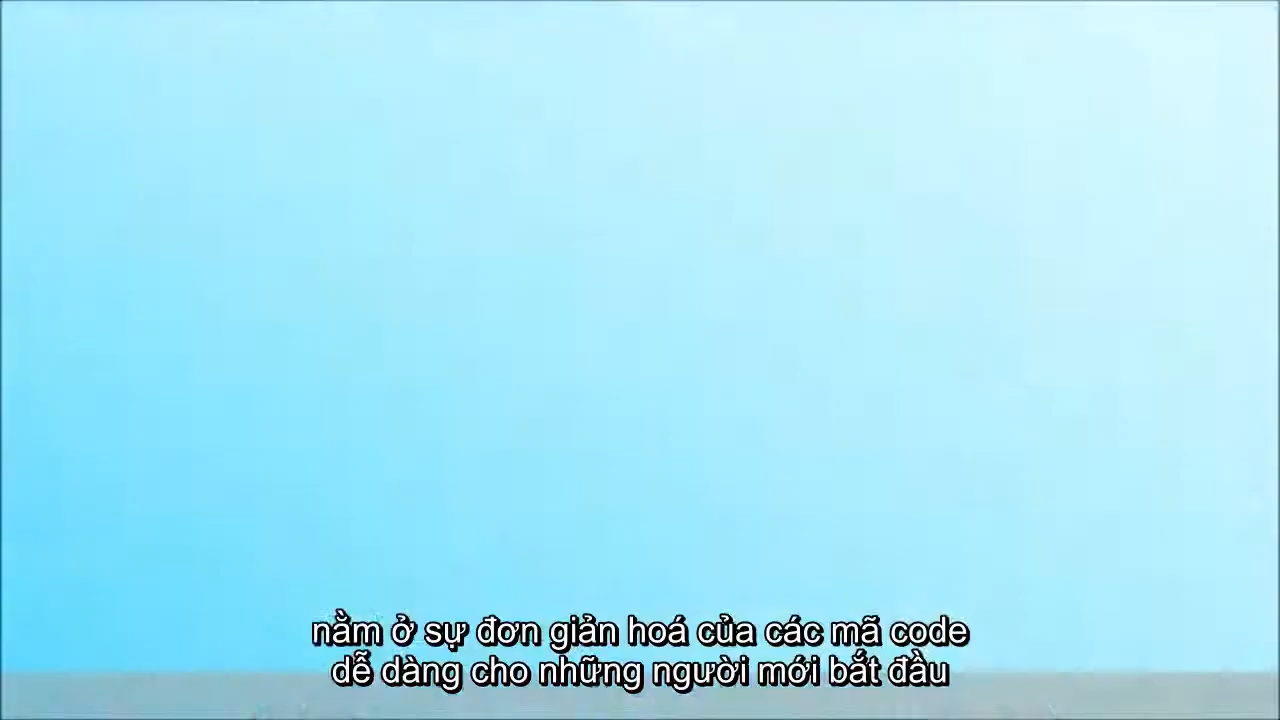 nằm ở sự đơn giản hoá của các mã code
dễ dàng cho những người mới bắt đầu